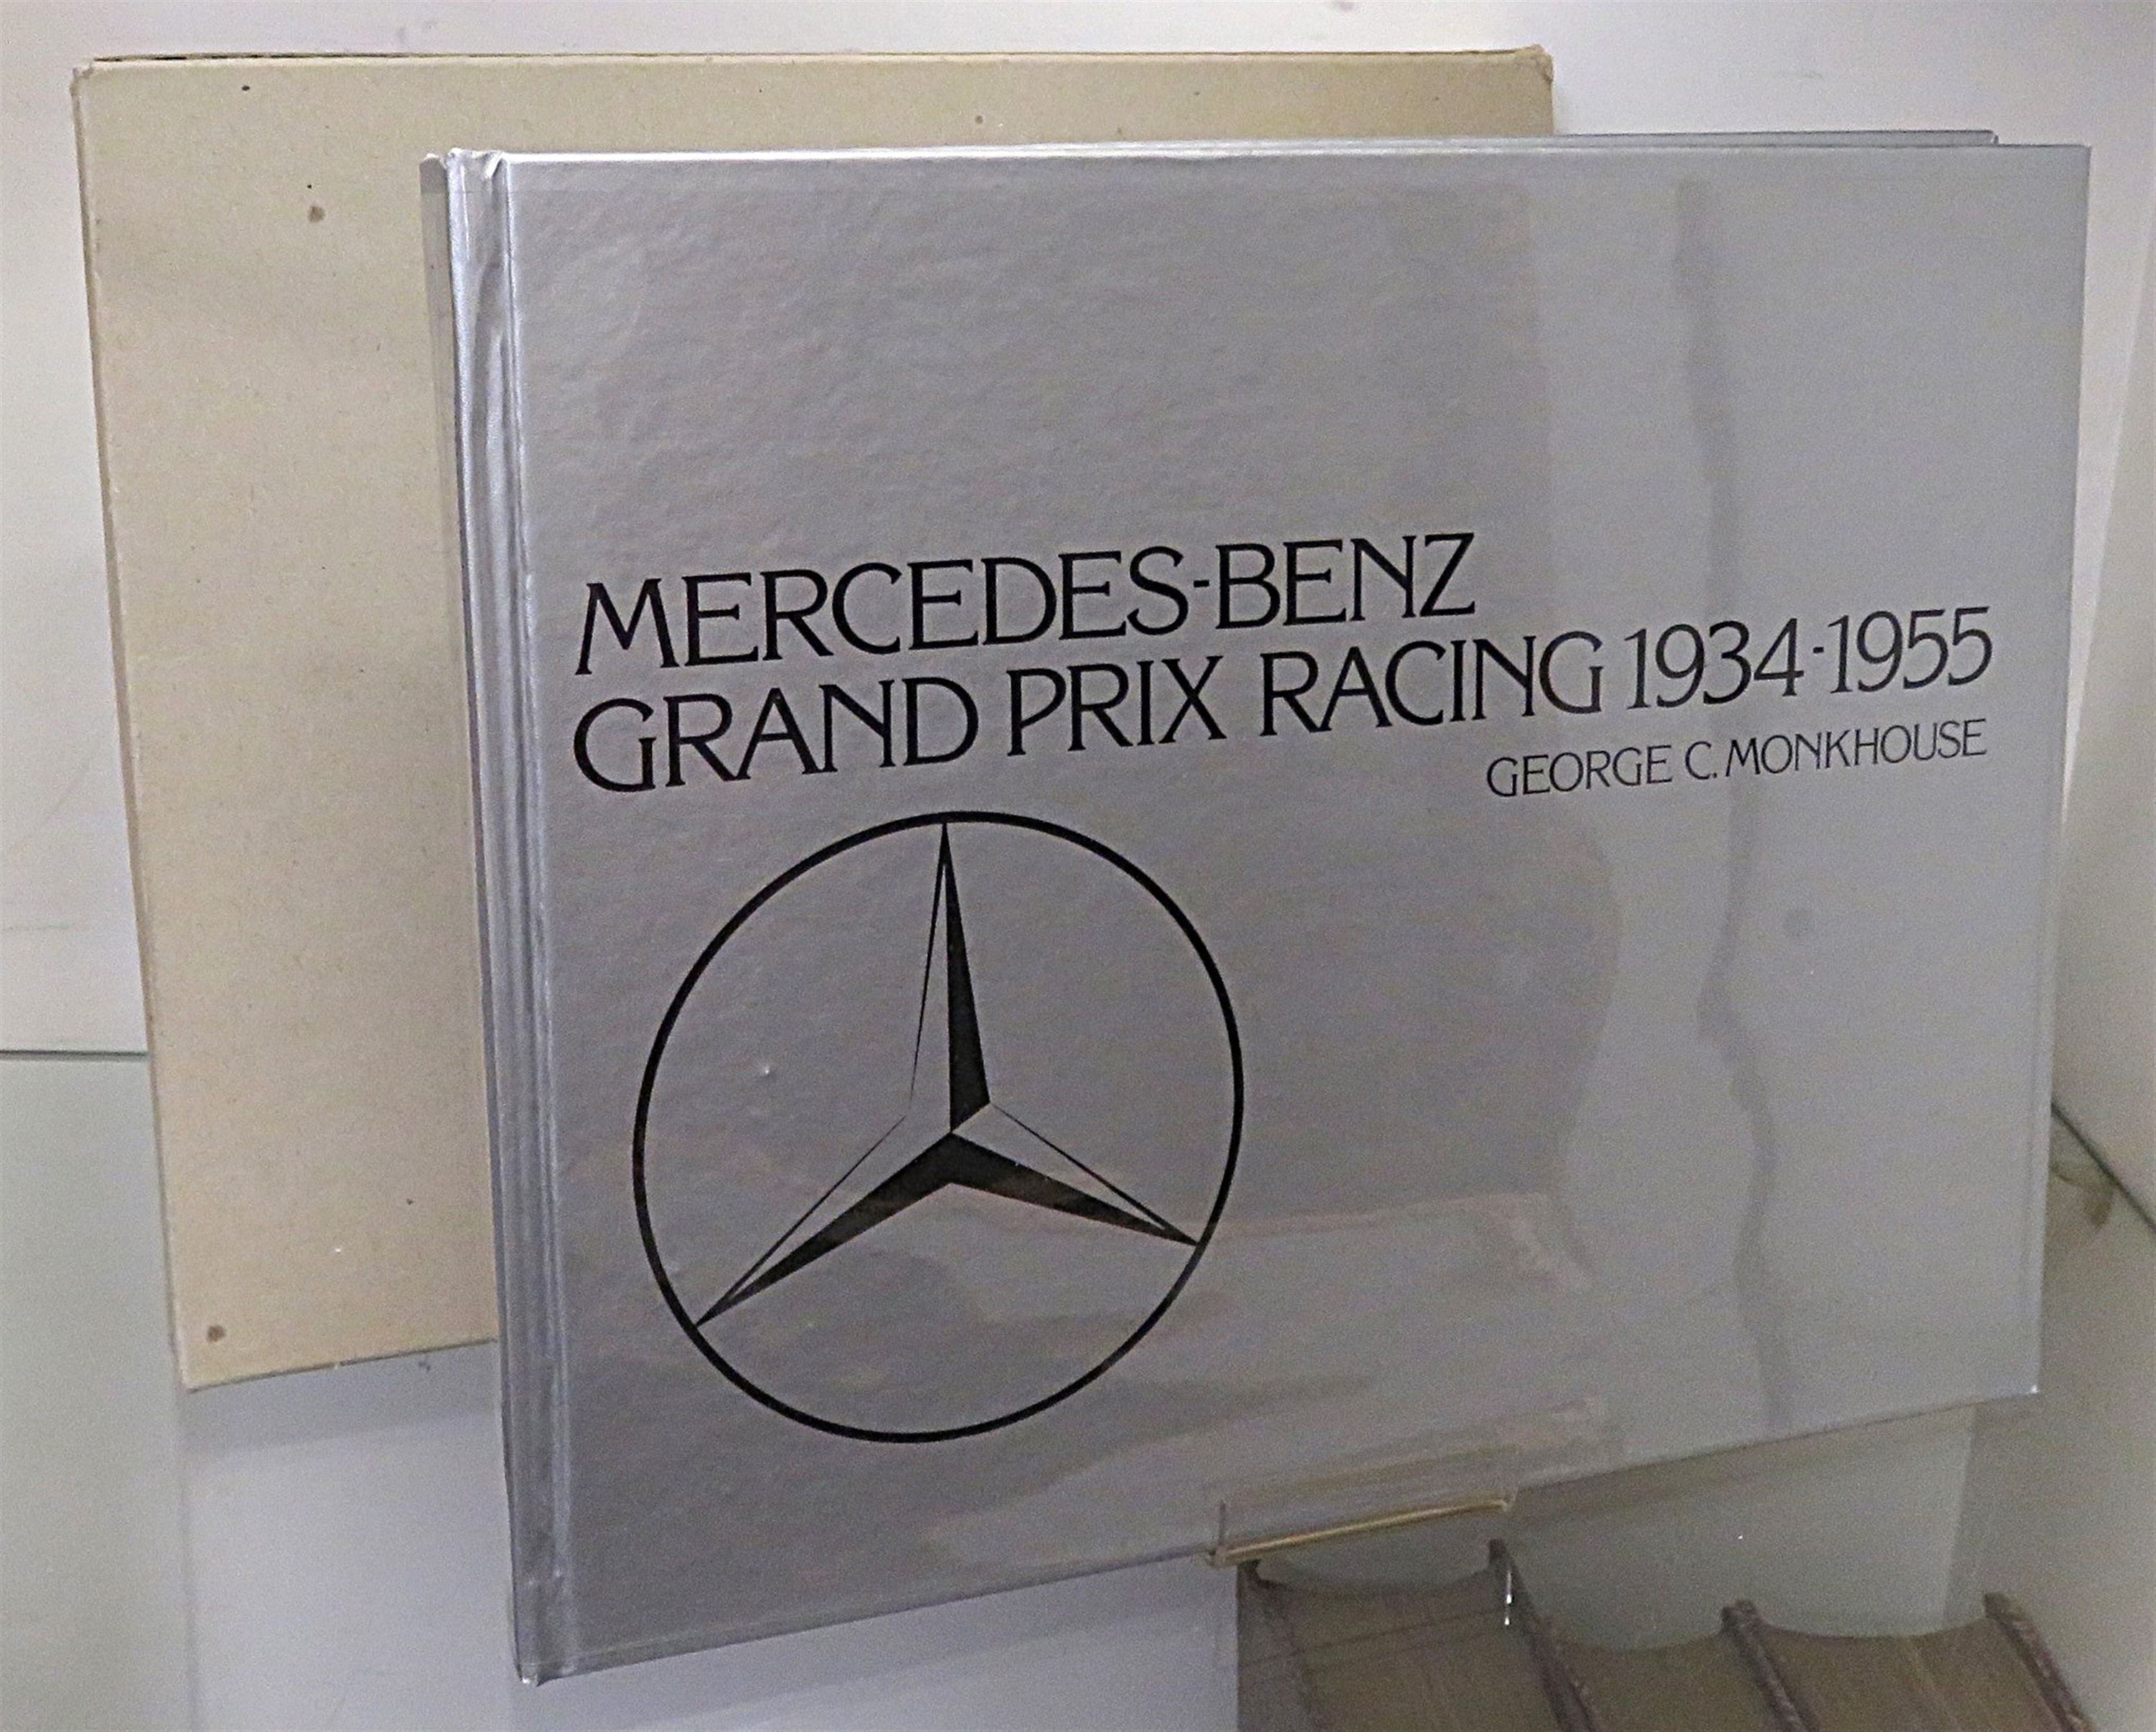 MERCEDES-BENZ
GRAND PRIX RACING 1934-1955
GEORGE C. MONKHOUSE